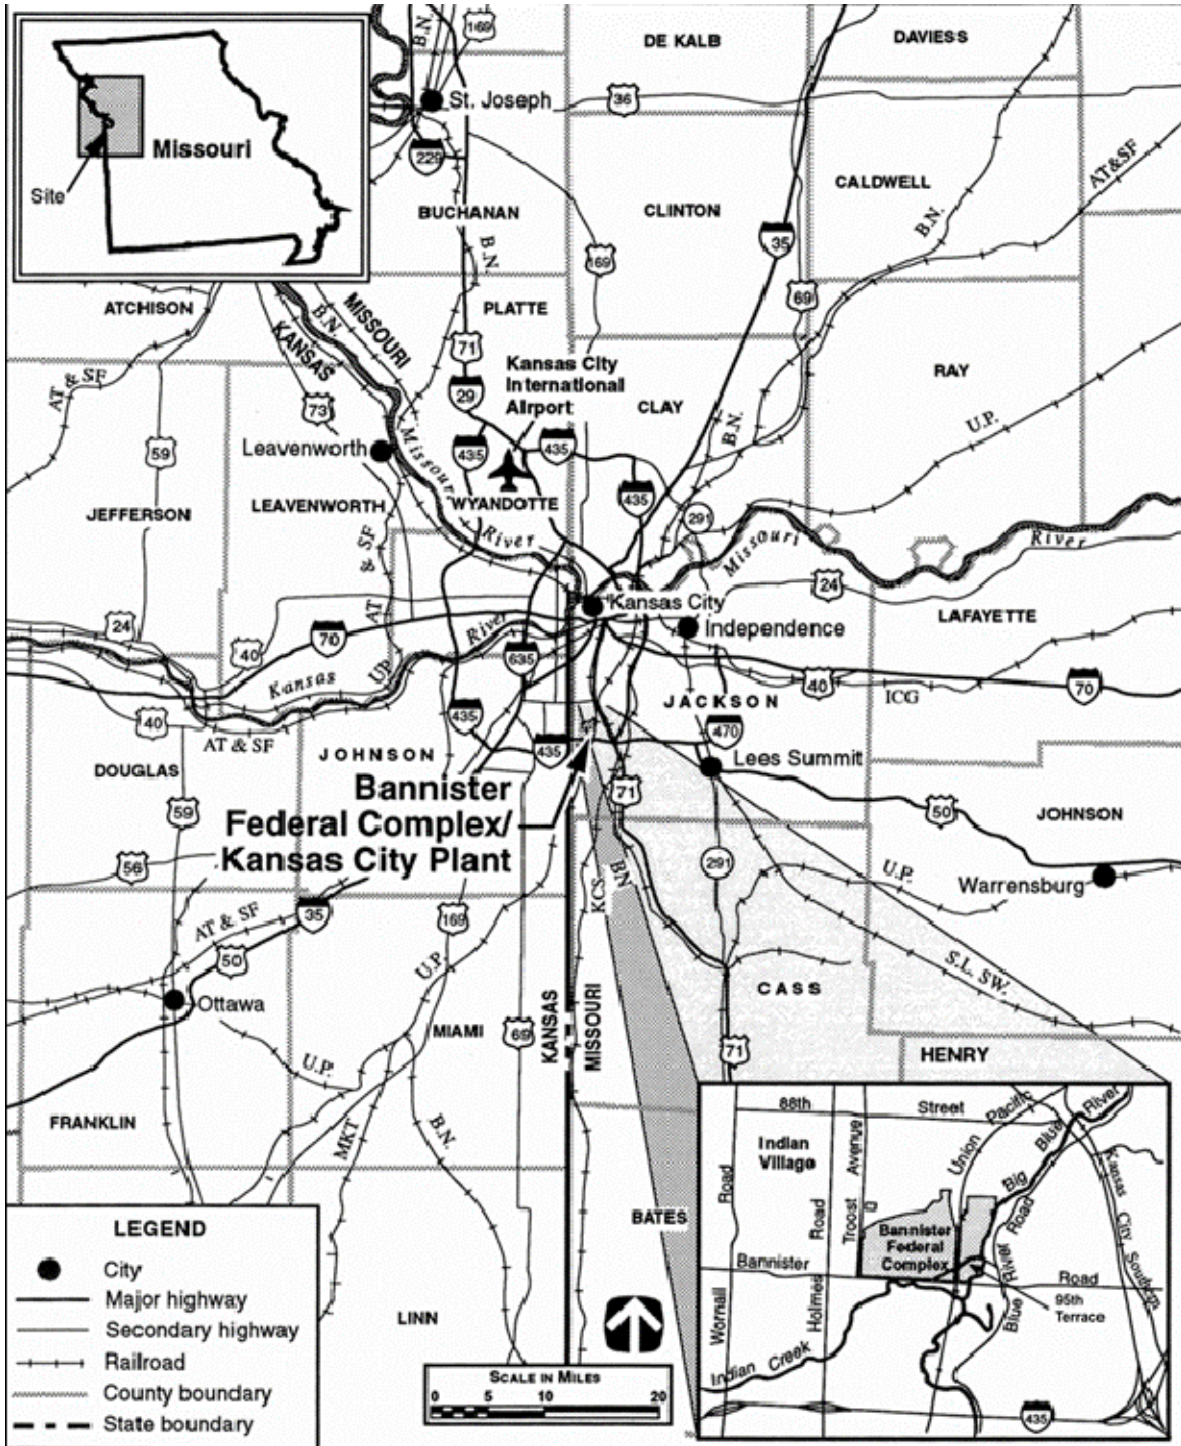 Missouri
Site
B.N.
169
DE KALB
DAVIESS
St. Joseph
36
229
BUCHANAN
CLINTON
CALDWELL
AT&SF
B.N.
35
169
B.N.
69
ATCHISON
B.N.
MISSOURI
KANSAS
PLATTE
71
Kansas City
International
Airport
RAY
AT & SF
73
29
CLAY
B.N.
U.P.
59
Leavenworth
Missouri
435
435
435
LEAVENWORTH
WYANDOTTE
JEFFERSON
291
AT & SF
River
Missouri
River
24
Kansas City
24
LAFAYETTE
Independence
70
River
40
635
Kansas
U.P.
40
ICG
70
JACKSON
40
435
470
AT & SF
JOHNSON
435
Lees Summit
DOUGLAS
Bannister
Federal Complex/
Kansas City Plant
71
59
50
JOHNSON
56
291
KCS
BN
U.P.
Warrensburg
35
169
AT & SF
50
U.P.
S.L. SW.
Ottawa
CASS
KANSAS
MISSOURI
MIAMI
69
71
HENRY
U.P.
FRANKLIN
MKT
B.N.
BATES
LINN
LEGEND
City
Major highway
Secondary highway
Railroad
County boundary
State boundary
SCALE IN MILES
0 5 10 20
88th Street
Union Pacific
Big Blue River
Indian
Village
Troost Avenue
Wornall Road
Holmes Road
Bannister
Federal
Complex
Bannister Road
Blue River Road
Kansas City Southern
95th
Terrace
Indian Creek
435